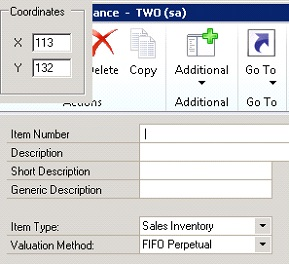 Coordinates
ance - TWO (sa)
X 113
Y 132
Delete Copy Additional Go To
Actions Additional Go To
Item Number
Description
Short Description
Generic Description
Item Type: Sales Inventory
Valuation Method: FIFO Perpetual